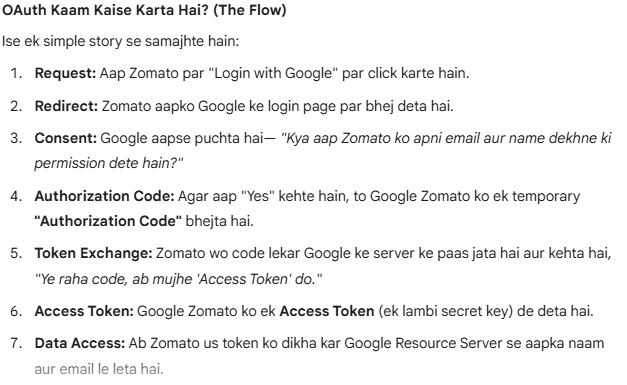 OAuth Kaam Kaise Karta Hai? (The Flow)
Ise ek simple story se samajhte hain:
1. Request: Aap Zomato par "Login with Google" par click karte hain.
2. Redirect: Zomato aapko Google ke login page par bhej deta hai.
3. Consent: Google aapse puchta hai— "Kya aap Zomato ko apni email aur name dekhne ki
permission dete hain?"
4. Authorization Code: Agar aap "Yes" kehte hain, to Google Zomato ko ek temporary
"Authorization Code" bhejta hai.
5. Token Exchange: Zomato wo code lekar Google ke server ke paas jata hai aur kehta hai,
"Ye raha code, ab mujhe 'Access Token' do."
6. Access Token: Google Zomato ko ek Access Token (ek lambi secret key) de deta hai.
7. Data Access: Ab Zomato us token ko dikha kar Google Resource Server se aapka naam
aur email le leta hai.